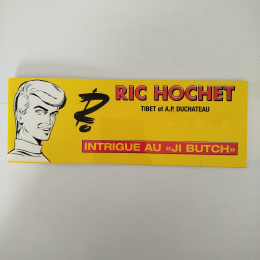 RIC HOCHET
TIBET et A.P. DUCHATEAU
INTRIGUE AU «JI BUTCH»